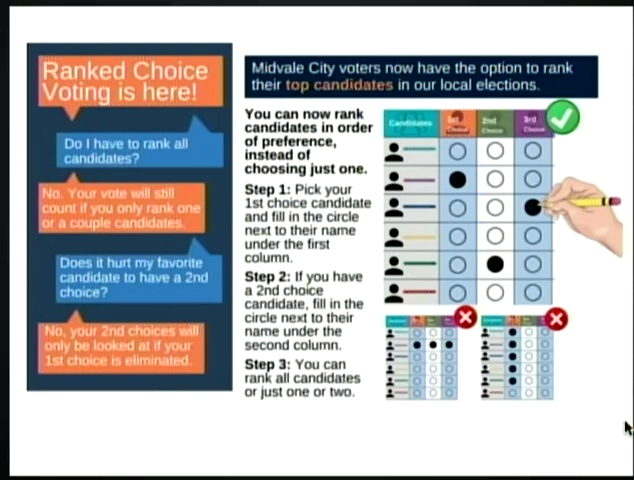 Ranked Choice
Voting is here!
Do I have to rank all
candidates?
No. Your vote will still
count if you only rank one
or a couple candidates.
Does it hurt my favorite
candidate to have a 2nd
choice?
No, your 2nd choices will
only be looked at if your
1st choice is eliminated.
Midvale City voters now have the option to rank
their top candidates in our local elections.
You can now rank
candidates in order
of preference,
instead of
choosing just one.
Step 1: Pick your
1st choice candidate
and fill in the circle
next to their name
under the first
column.
Step 2: If you have
a 2nd choice
candidate, fill in the
circle next to their
name under the
second column.
Step 3: You can
rank all candidates
or just one or two.
Candidates
1st
Choice
2nd
Choice
3rd
Choice